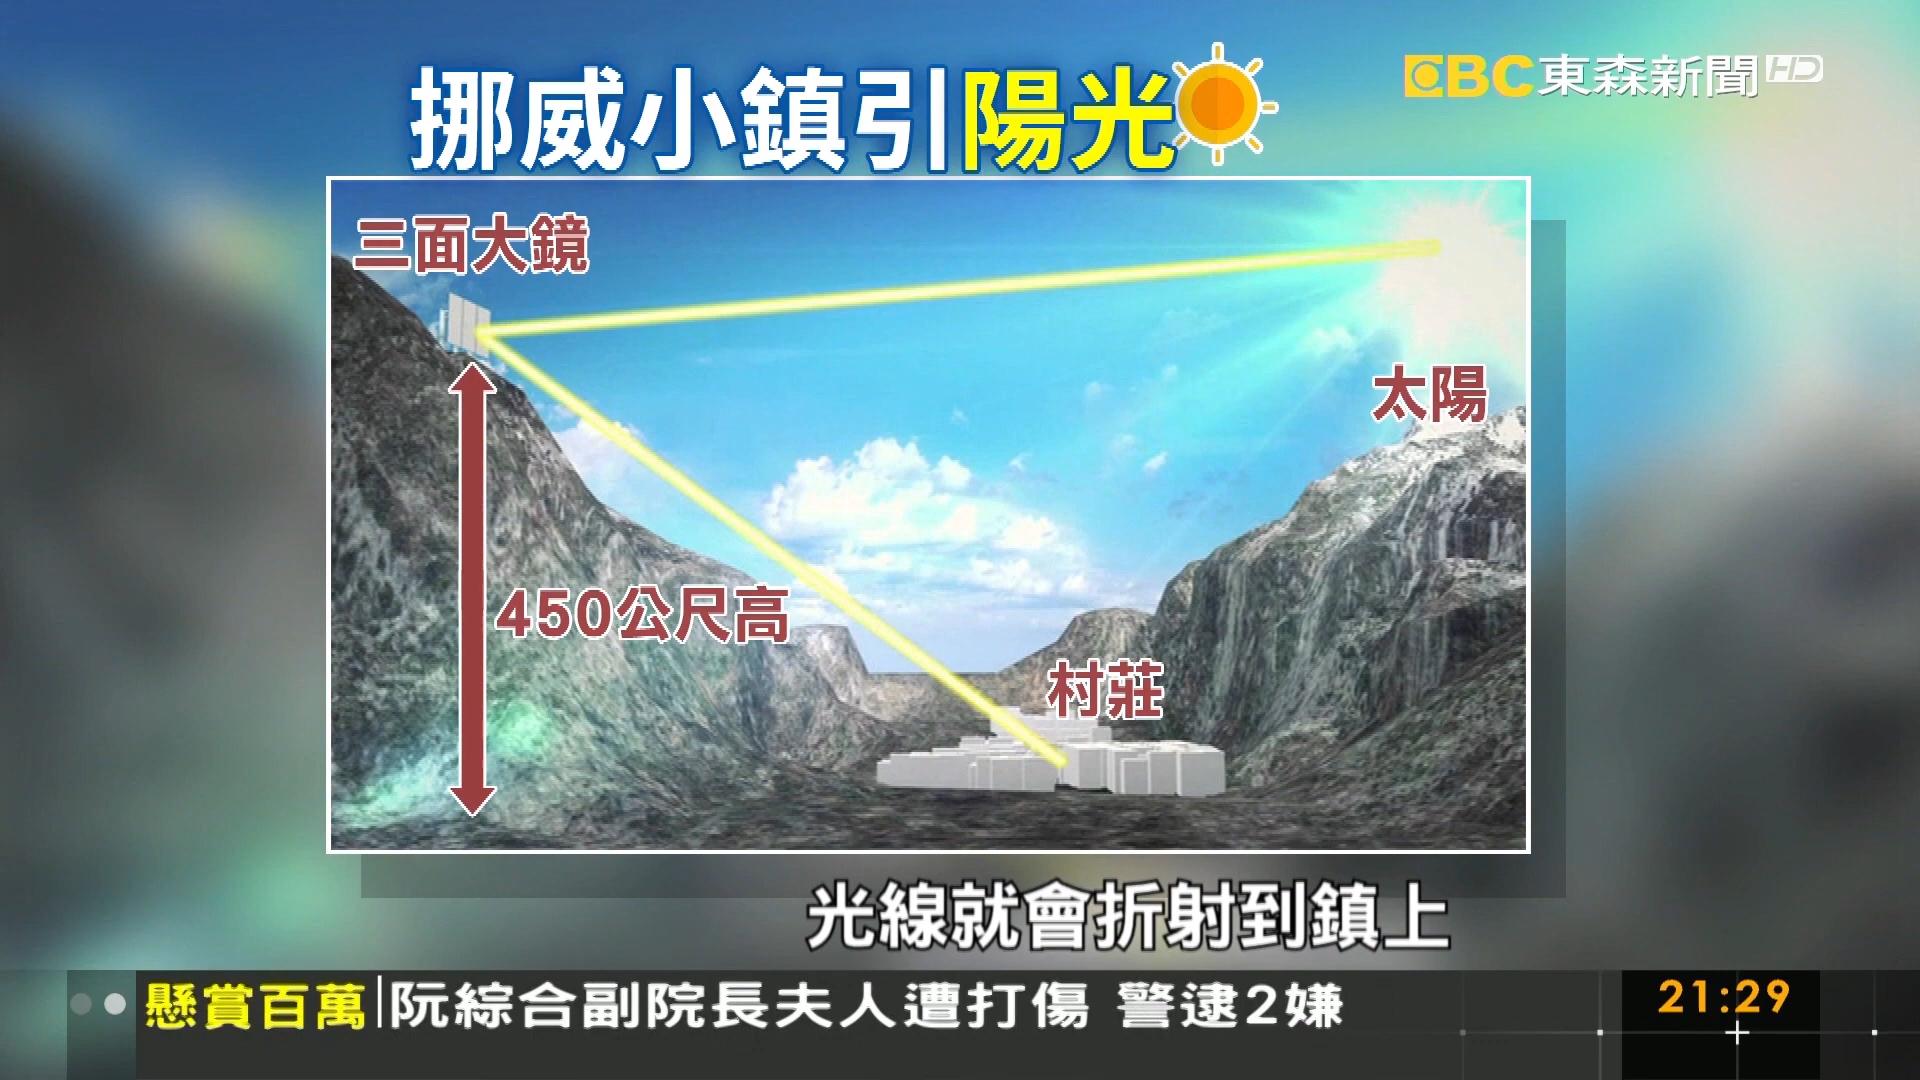 挪威小鎮引陽光
EBC東森新聞HD
三面大鏡
太陽
450公尺高
村莊
光線就會折射到鎮上
懸賞百萬 阮綜合副院長夫人遭打傷 警逮2嫌
21:29